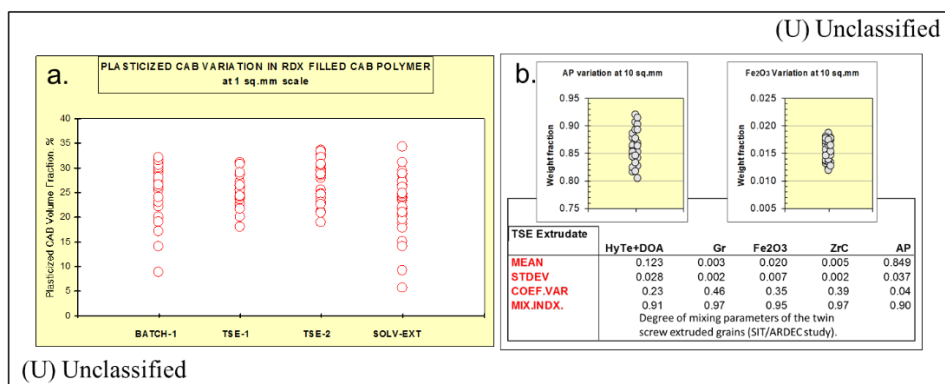 (U) Unclassified
a.
PLASTICIZED CAB VARIATION IN RDX FILLED CAB POLYMER
at 1 sq.mm scale
Plasticized CAB Volume Fraction, %
40
35
30
25
20
15
10
5
0
BATCH-1 TSE-1 TSE-2 SOLV-EXT
b.
AP variation at 10 sq.mm
Weight fraction
0.95
0.90
0.85
0.80
0.75
Fe2O3 Variation at 10 sq.mm
Weight fraction
0.025
0.020
0.015
0.010
0.005
TSE Extrudate
HyTe+DOA Gr Fe2O3 ZrC AP
MEAN 0.123 0.003 0.020 0.005 0.849
STDEV 0.028 0.002 0.007 0.002 0.037
COEF.VAR 0.23 0.46 0.35 0.39 0.04
MIX.INDX. 0.91 0.97 0.95 0.97 0.90
Degree of mixing parameters of the twin
screw extruded grains (SIT/ARDEC study).
(U) Unclassified